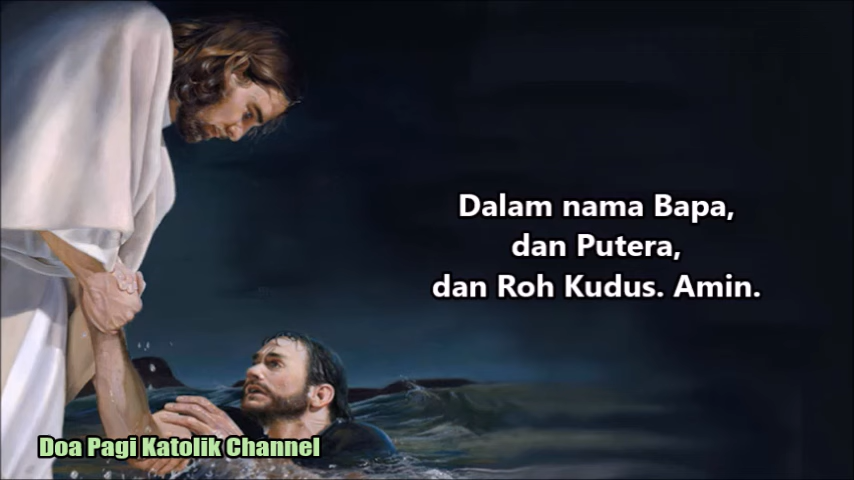 Dalam nama Bapa,
dan Putera,
dan Roh Kudus. Amin.
Doa Pagi Katolik Channel